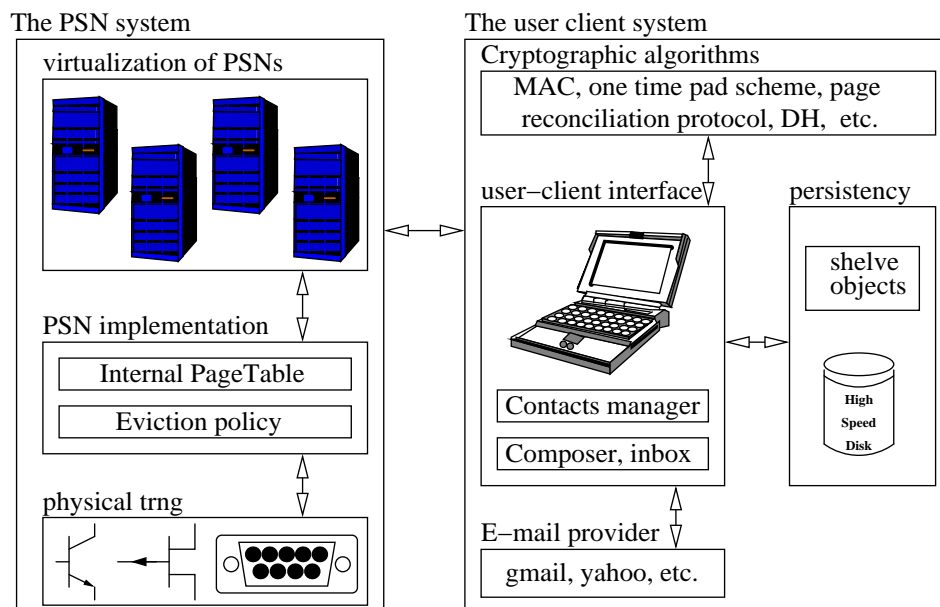 The PSN system
virtualization of PSNs
PSN implementation
Internal PageTable
Eviction policy
physical trng
The user client system
Cryptographic algorithms
MAC, one time pad scheme, page
reconciliation protocol, DH, etc.
user−client interface
Contacts manager
Composer, inbox
persistency
shelve
objects
High
Speed
Disk
E−mail provider
gmail, yahoo, etc.